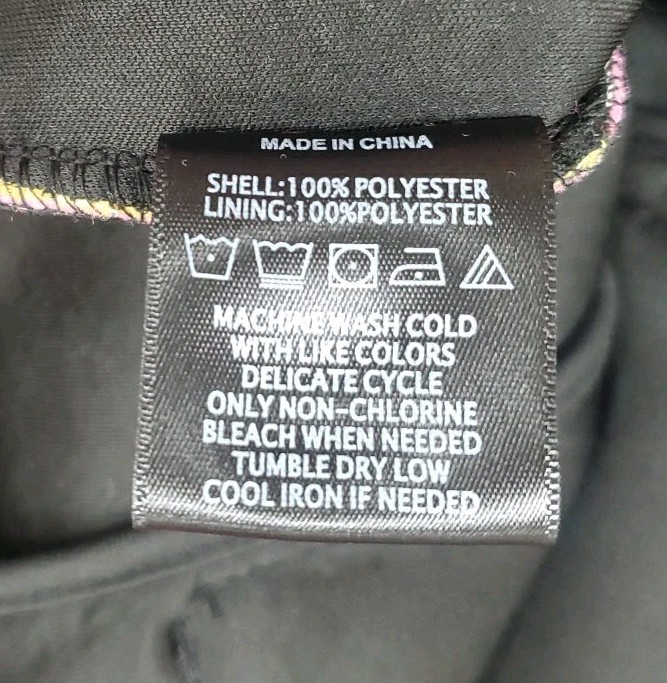 MADE IN CHINA
SHELL:100% POLYESTER
LINING:100%POLYESTER
MACHINE WASH COLD
WITH LIKE COLORS
DELICATE CYCLE
ONLY NON-CHLORINE
BLEACH WHEN NEEDED
TUMBLE DRY LOW
COOL IRON IF NEEDED